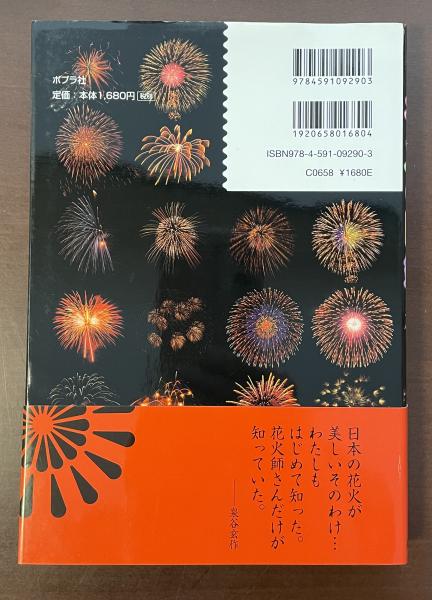 ポプラ社
定価：本体1,680円［税別］
9784591092903
1920658016804
ISBN978-4-591-09290-3
C0658 ¥1680E
日本の花火が
美しいそのわけ…
わたしも
はじめて知った。
花火師さんだけが
知っていた。
──泉谷玄作